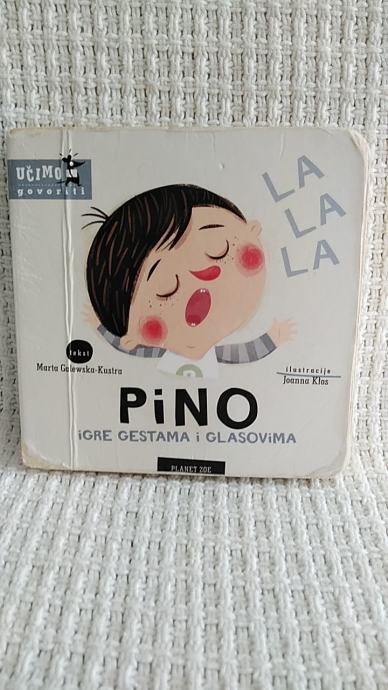 UČIMO
govoriti
LA
LA
LA
tekst
Marta Galewska-Kustra
ilustracije
Joanna Kłos
PiNO
iGRE GESTAMA i GLASOViMA
PLANET ZOE